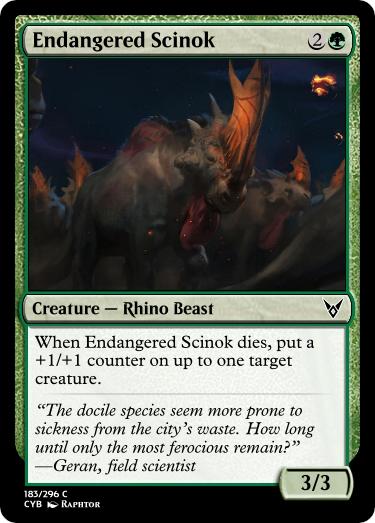 Endangered Scinok 2
Creature — Rhino Beast
When Endangered Scinok dies, put a
+1/+1 counter on up to one target
creature.
“The docile species seem more prone to
sickness from the city’s waste. How long
until only the most ferocious remain?”
—Geran, field scientist
3/3
183/296 C
CYB Raphtor